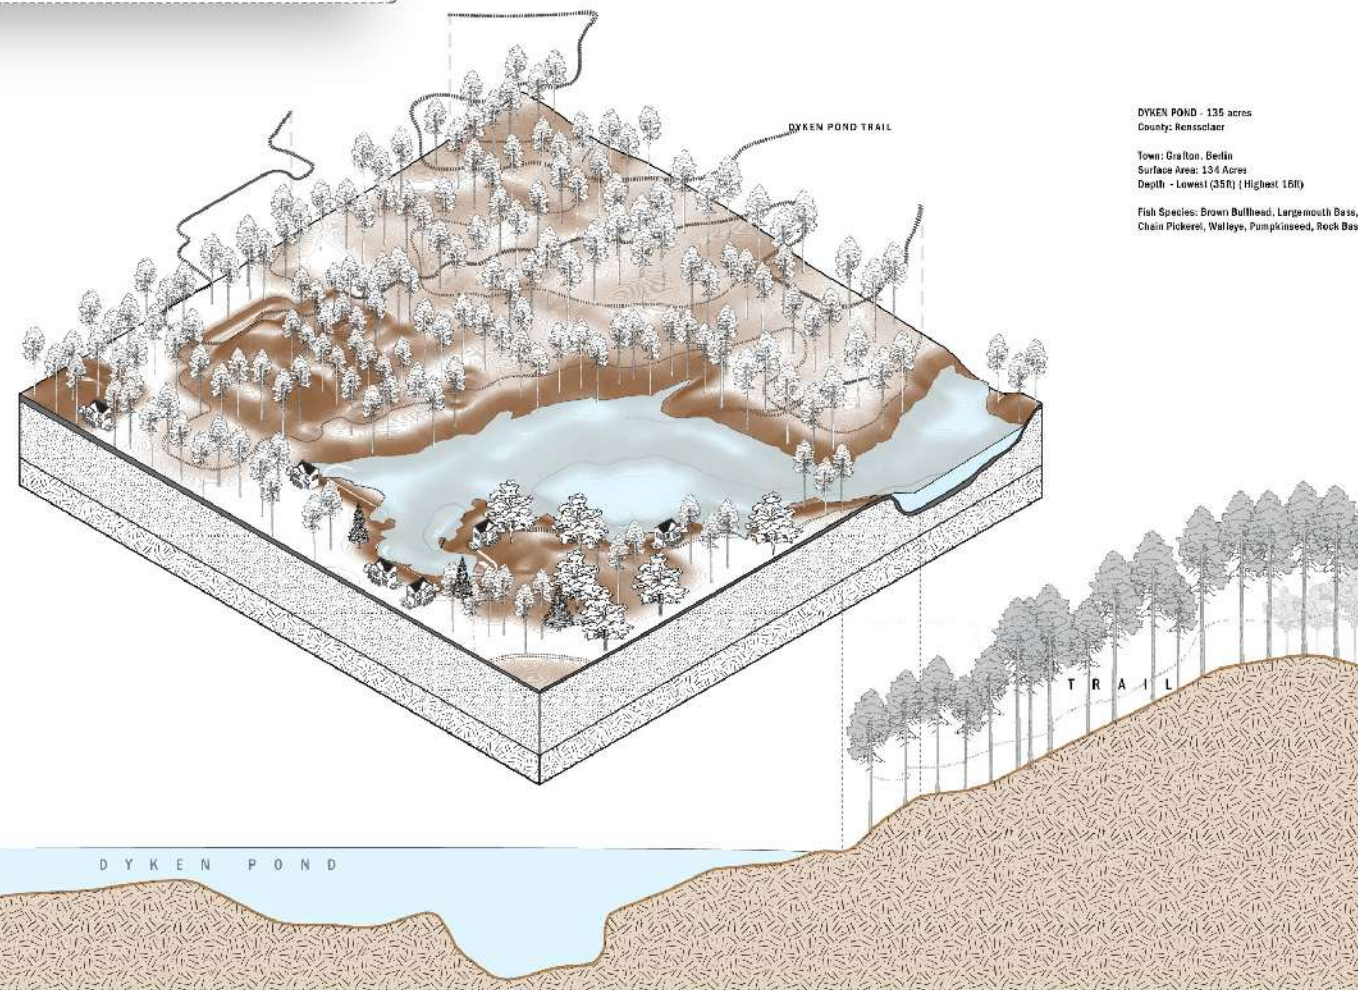 DYKEN POND TRAIL
DYKEN POND - 135 acres
County: Rensselaer
Town: Grafton, Berlin
Surface Area: 134 Acres
Depth - Lowest (35ft) ( Highest 16ft)
Fish Species: Brown Bullhead, Largemouth Bass,
Chain Pickerel, Walleye, Pumpkinseed, Rock Bas
TRAIL
DYKEN POND